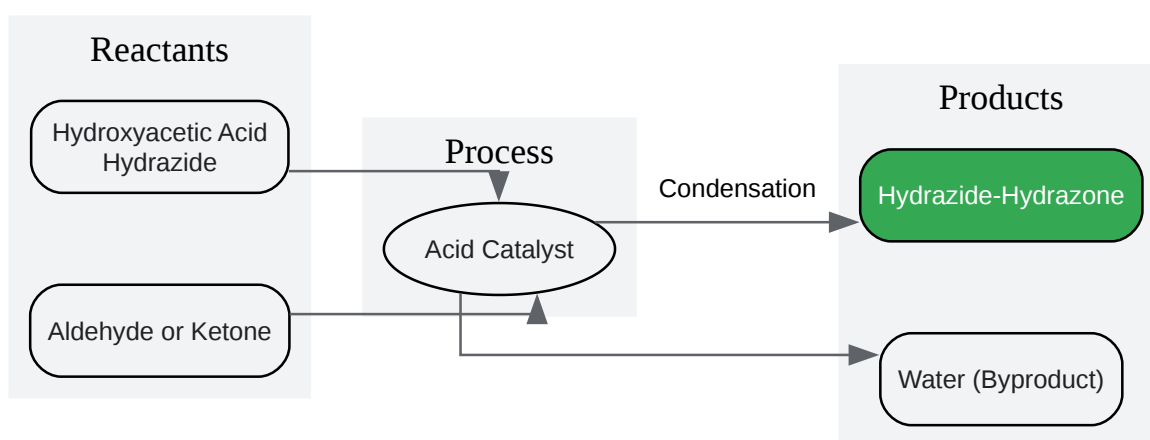 Reactants
Hydroxyacetic Acid
Hydrazide
Aldehyde or Ketone
Process
Acid Catalyst
Condensation
Products
Hydrazide-Hydrazone
Water (Byproduct)